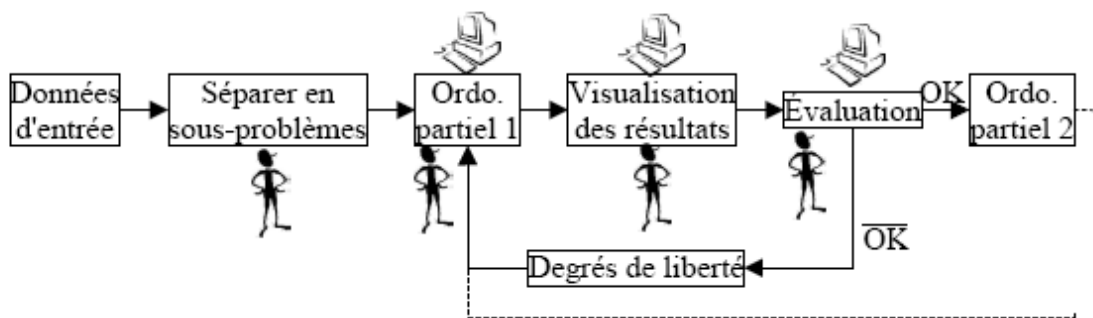 Données
d'entrée
Séparer en
sous-problèmes
Ordo.
partiel 1
Visualisation
des résultats
Évaluation
OK
Ordo.
partiel 2
OK
Degrés de liberté